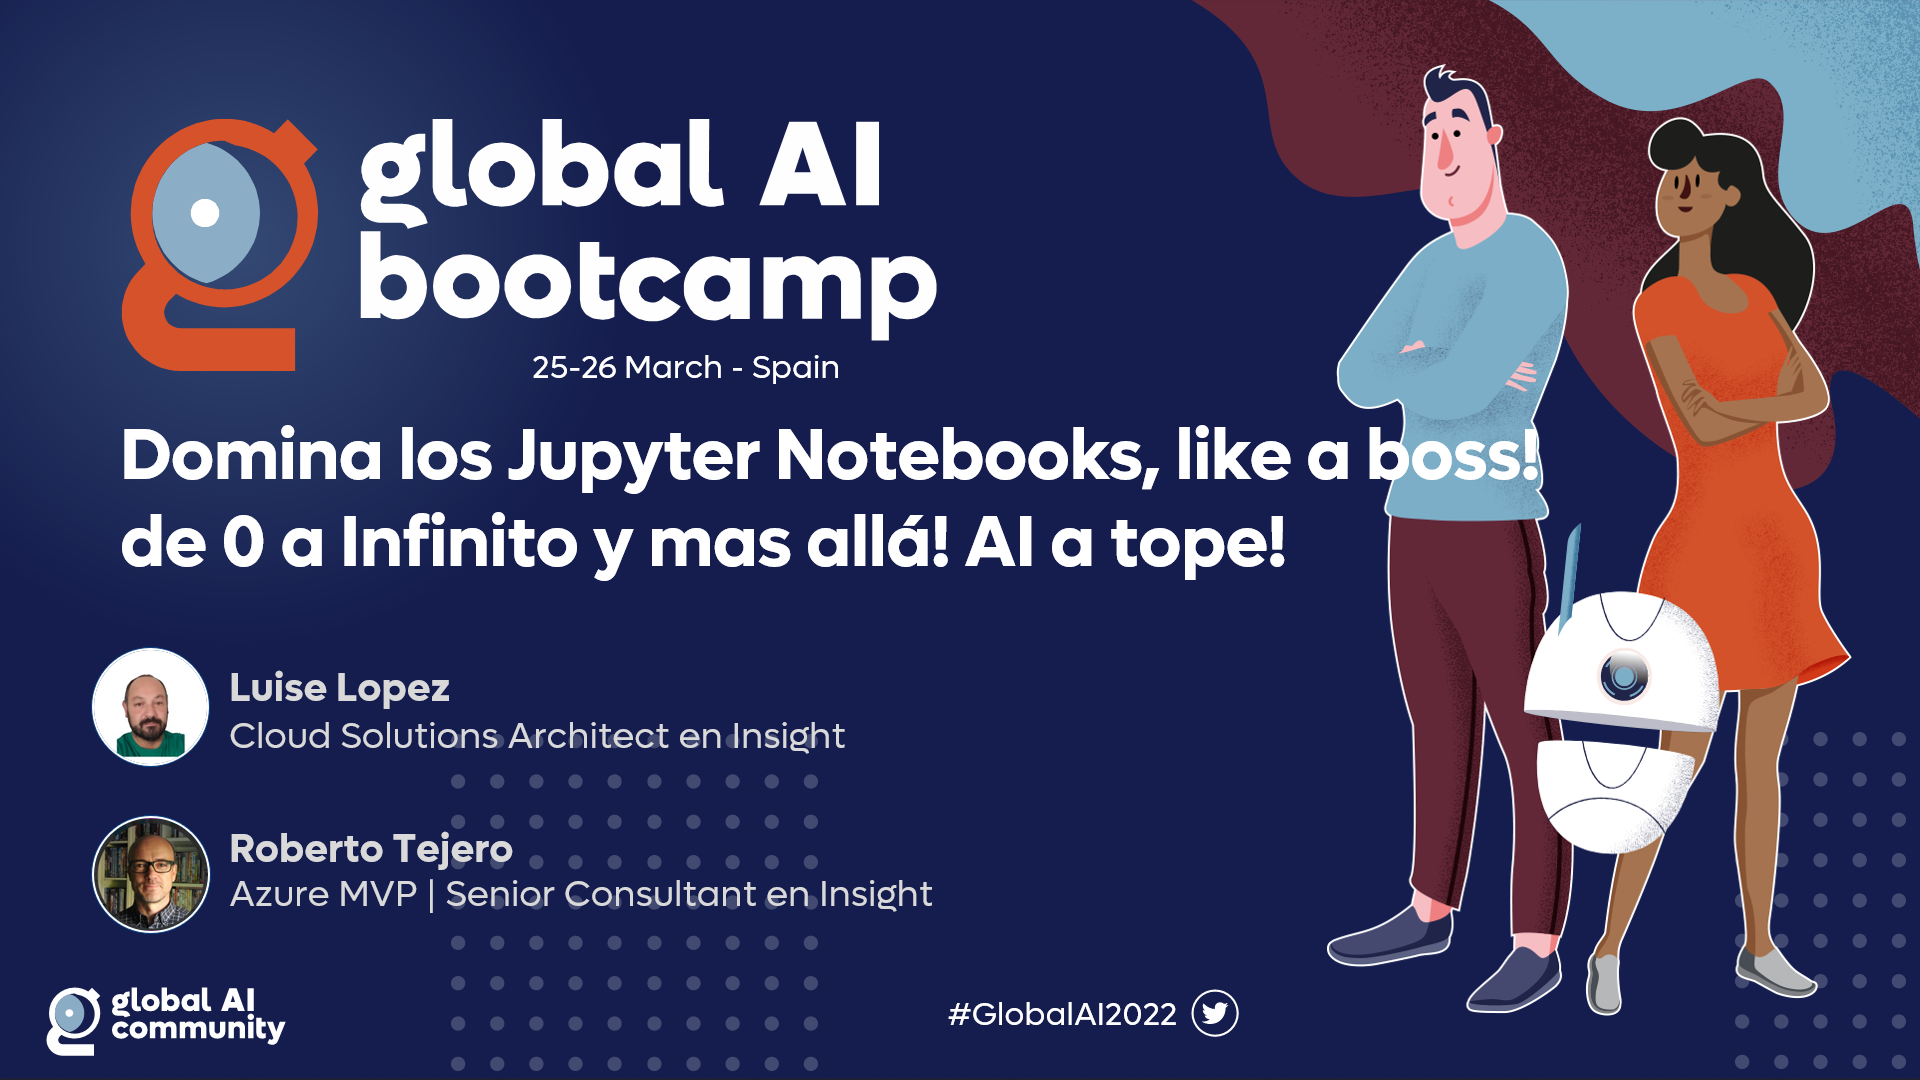 global AI
bootcamp
25-26 March - Spain
Domina los Jupyter Notebooks, like a boss!
de 0 a Infinito y mas allá! AI a tope!
Luise Lopez
Cloud Solutions Architect en Insight
Roberto Tejero
Azure MVP | Senior Consultant en Insight
global AI
community
#GlobalAI2022